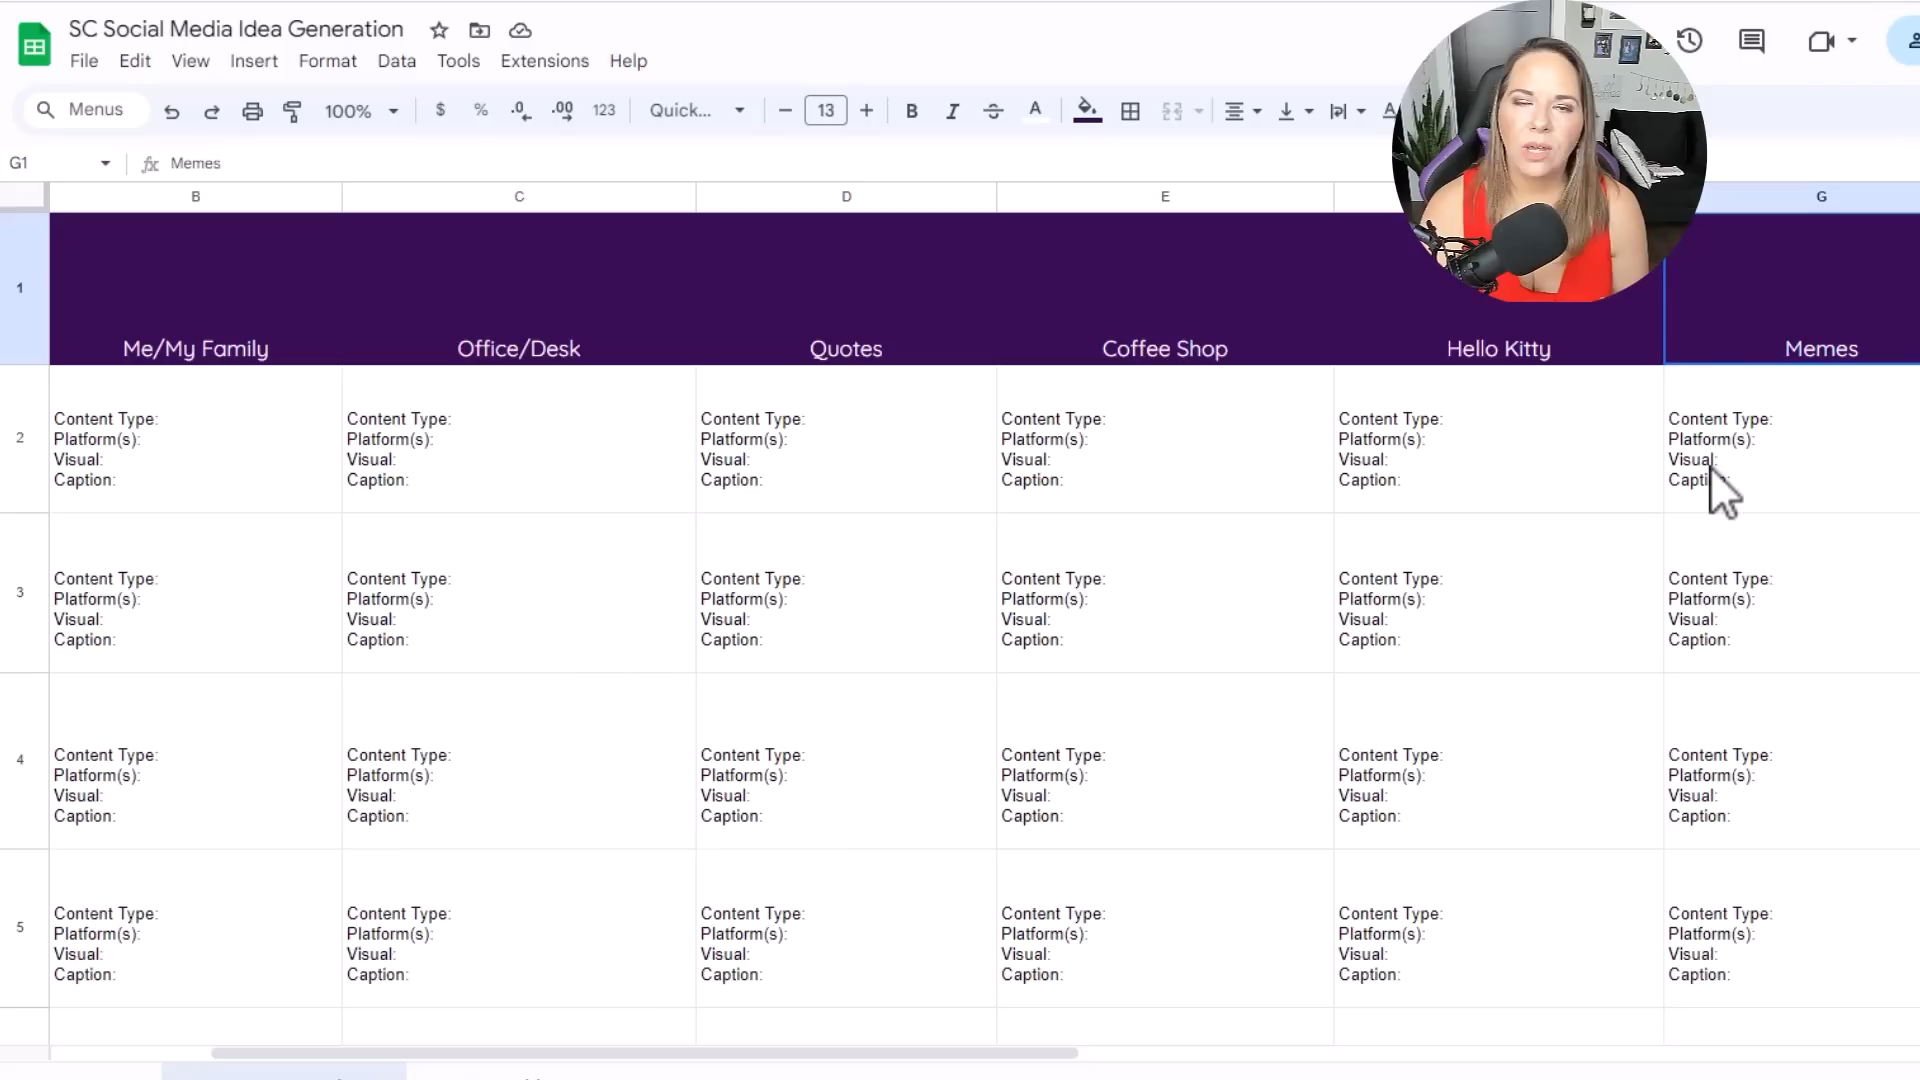 SC Social Media Idea Generation
File Edit View Insert Format Data Tools Extensions Help
Menus 100% $ % .0 .00 123 Quick... 13 B I A
G1 fx Memes
B C D E G
1
Me/My Family Office/Desk Quotes Coffee Shop Hello Kitty Memes
2
Content Type: Content Type: Content Type: Content Type: Content Type: Content Type:
Platform(s): Platform(s): Platform(s): Platform(s): Platform(s): Platform(s):
Visual: Visual: Visual: Visual: Visual: Visual:
Caption: Caption: Caption: Caption: Caption:
3
Content Type: Content Type: Content Type: Content Type: Content Type: Content Type:
Platform(s): Platform(s): Platform(s): Platform(s): Platform(s): Platform(s):
Visual: Visual: Visual: Visual: Visual: Visual:
Caption: Caption: Caption: Caption: Caption: Caption:
4
Content Type: Content Type: Content Type: Content Type: Content Type: Content Type:
Platform(s): Platform(s): Platform(s): Platform(s): Platform(s): Platform(s):
Visual: Visual: Visual: Visual: Visual: Visual:
Caption: Caption: Caption: Caption: Caption: Caption:
5
Content Type: Content Type: Content Type: Content Type: Content Type: Content Type:
Platform(s): Platform(s): Platform(s): Platform(s): Platform(s): Platform(s):
Visual: Visual: Visual: Visual: Visual: Visual:
Caption: Caption: Caption: Caption: Caption: Caption: